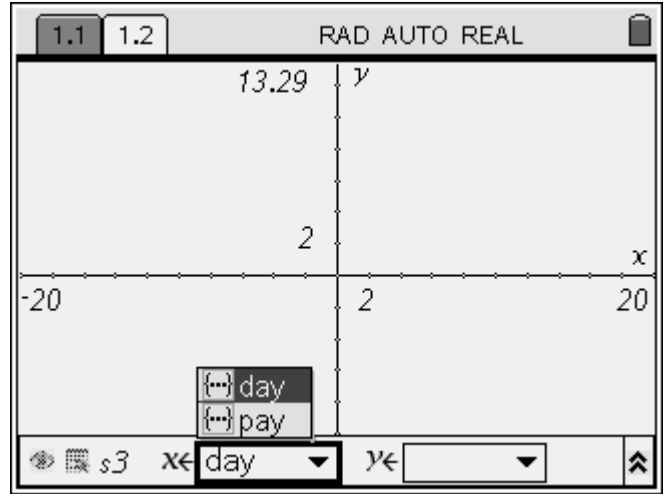 1.1 1.2 RAD AUTO REAL
13.29 y
2
x
-20 2 20
{···} day
{···} pay
s3 x← day y←